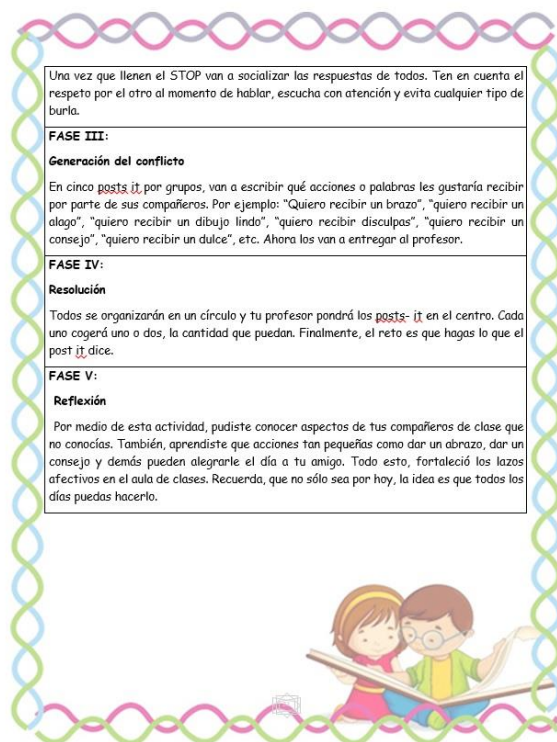 Una vez que llenen el STOP van a socializar las respuestas de todos. Ten en cuenta el
respeto por el otro al momento de hablar, escucha con atención y evita cualquier tipo de
burla.
FASE III:
Generación del conflicto
En cinco posts it por grupos, van a escribir qué acciones o palabras les gustaría recibir
por parte de sus compañeros. Por ejemplo: “Quiero recibir un brazo”, “quiero recibir un
alago”, “quiero recibir un dibujo lindo”, “quiero recibir disculpas”, “quiero recibir un
consejo”, “quiero recibir un dulce”, etc. Ahora los van a entregar al profesor.
FASE IV:
Resolución
Todos se organizarán en un círculo y tu profesor pondrá los posts- it en el centro. Cada
uno cogerá uno o dos, la cantidad que puedan. Finalmente, el reto es que hagas lo que el
post it dice.
FASE V:
Reflexión
Por medio de esta actividad, pudiste conocer aspectos de tus compañeros de clase que
no conocías. También, aprendiste que acciones tan pequeñas como dar un abrazo, dar un
consejo y demás pueden alegrarle el día a tu amigo. Todo esto, fortaleció los lazos
afectivos en el aula de clases. Recuerda, que no sólo sea por hoy, la idea es que todos los
días puedas hacerlo.